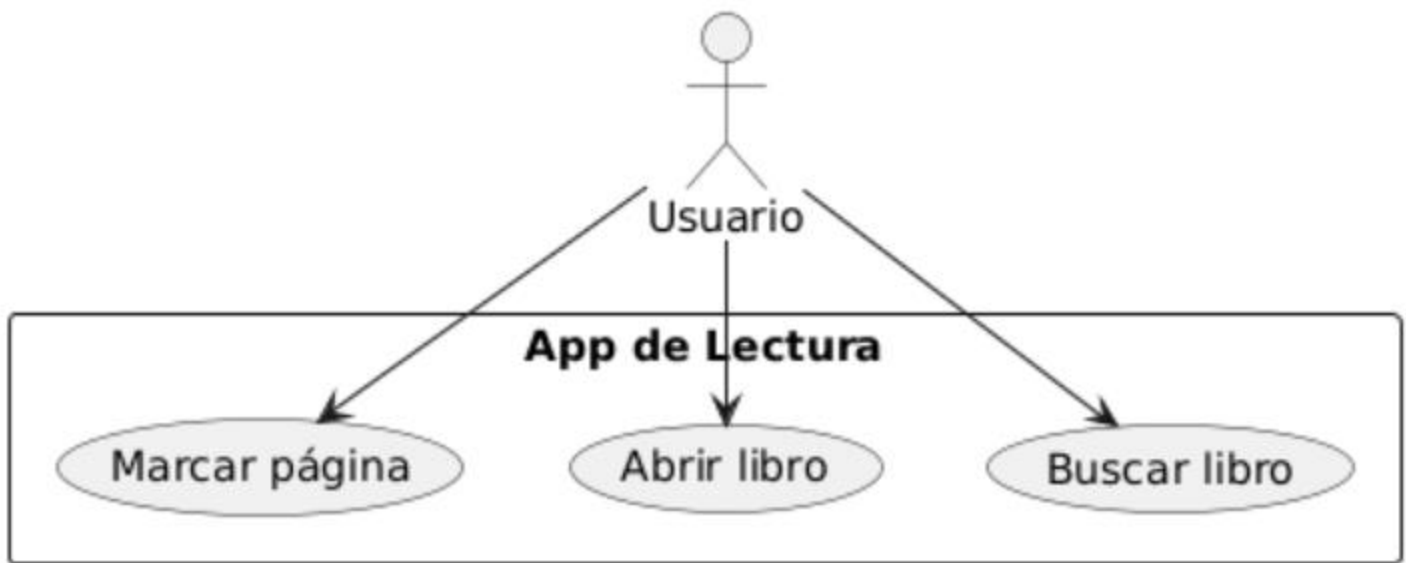 Usuario
App de Lectura
Marcar página
Abrir libro
Buscar libro